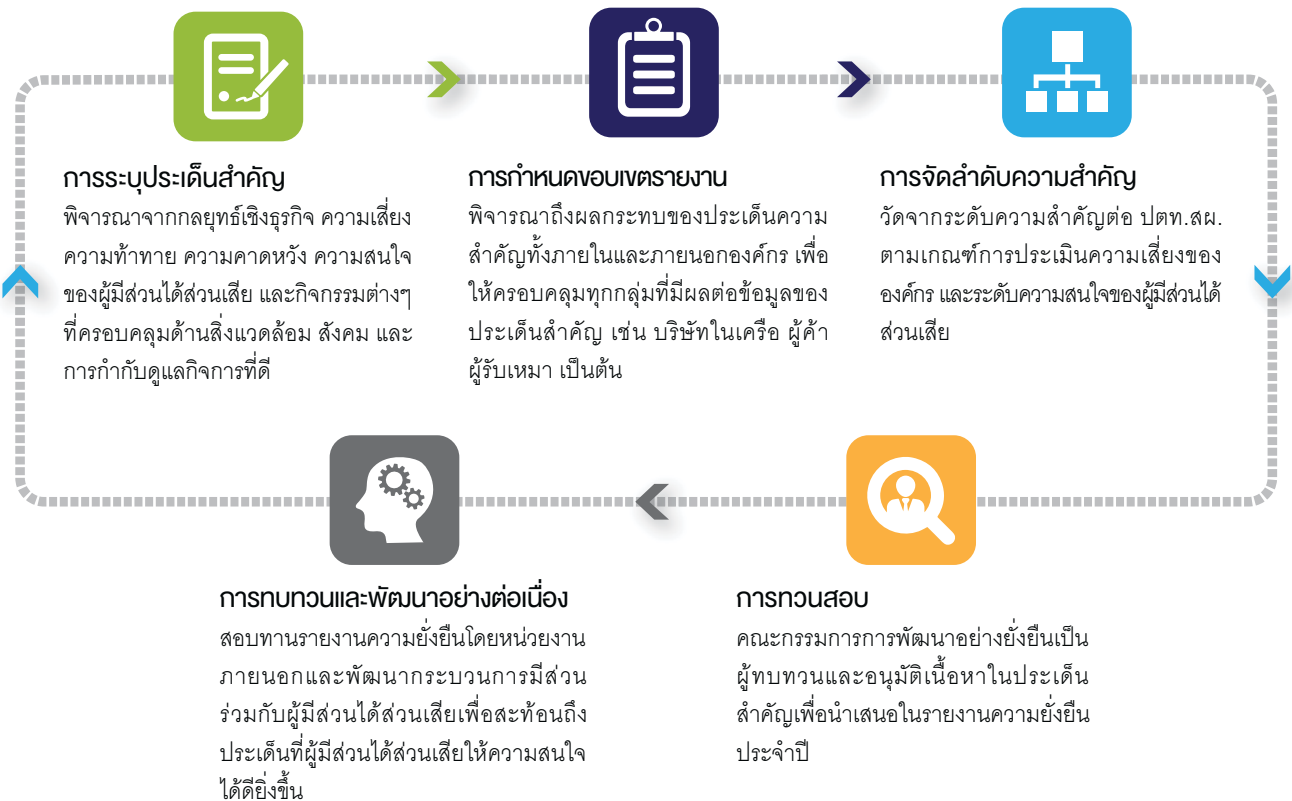 การระบุประเด็นสำคัญ
พิจารณาจากกลยุทธ์เชิงธุรกิจ ความเสี่ยง
ความท้าทาย ความคาดหวัง ความสนใจ
ของผู้มีส่วนได้ส่วนเสีย และกิจกรรมต่างๆ
ที่ครอบคลุมด้านสิ่งแวดล้อม สังคม และ
การกำกับดูแลกิจการที่ดี
การกำหนดขอบเขตรายงาน
พิจารณาถึงผลกระทบของประเด็นความ
สำคัญทั้งภายในและภายนอกองค์กร เพื่อ
ให้ครอบคลุมทุกกลุ่มที่มีผลต่อข้อมูลของ
ประเด็นสำคัญ เช่น บริษัทในเครือ ผู้ค้า
ผู้รับเหมา เป็นต้น
การจัดลำดับความสำคัญ
วัดจากระดับความสำคัญต่อ ปตท.สผ.
ตามเกณฑ์การประเมินความเสี่ยงของ
องค์กร และระดับความสนใจของผู้มีส่วนได้
ส่วนเสีย
การทบทวนและพัฒนาอย่างต่อเนื่อง
สอบทานรายงานความยั่งยืนโดยหน่วยงาน
ภายนอกและพัฒนากระบวนการมีส่วน
ร่วมกับผู้มีส่วนได้ส่วนเสียเพื่อสะท้อนถึง
ประเด็นที่ผู้มีส่วนได้ส่วนเสียให้ความสนใจ
ได้ดียิ่งขึ้น
การทวนสอบ
คณะกรรมการการพัฒนาอย่างยั่งยืนเป็น
ผู้ทบทวนและอนุมัติเนื้อหาในประเด็น
สำคัญเพื่อนำเสนอในรายงานความยั่งยืน
ประจำปี